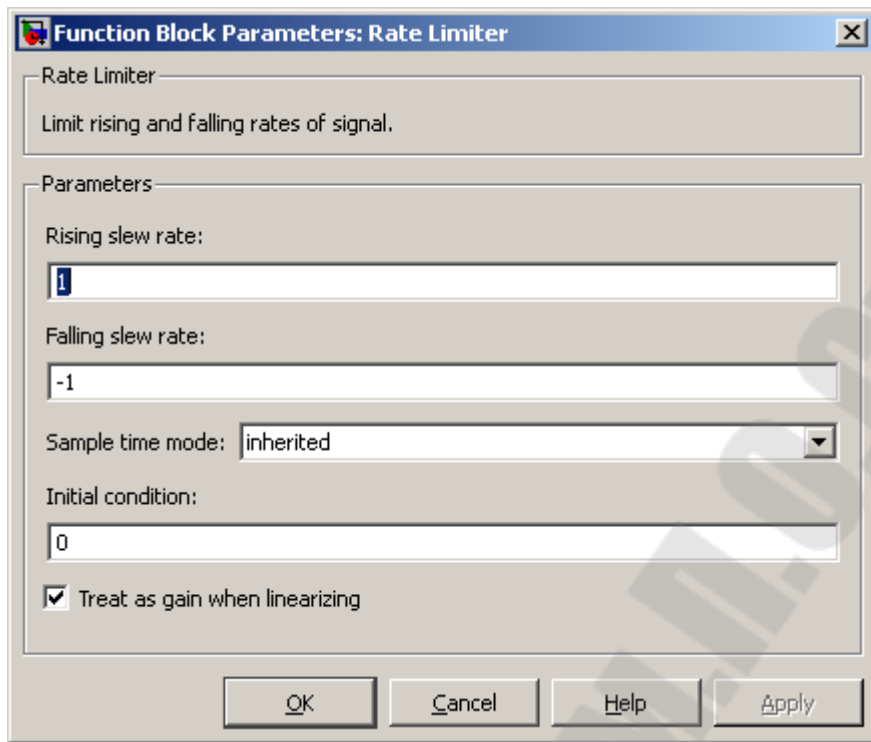 Function Block Parameters: Rate Limiter
Rate Limiter
Limit rising and falling rates of signal.
Parameters
Rising slew rate:
1
Falling slew rate:
-1
Sample time mode: inherited
Initial condition:
0
Treat as gain when linearizing
OK Cancel Help Apply